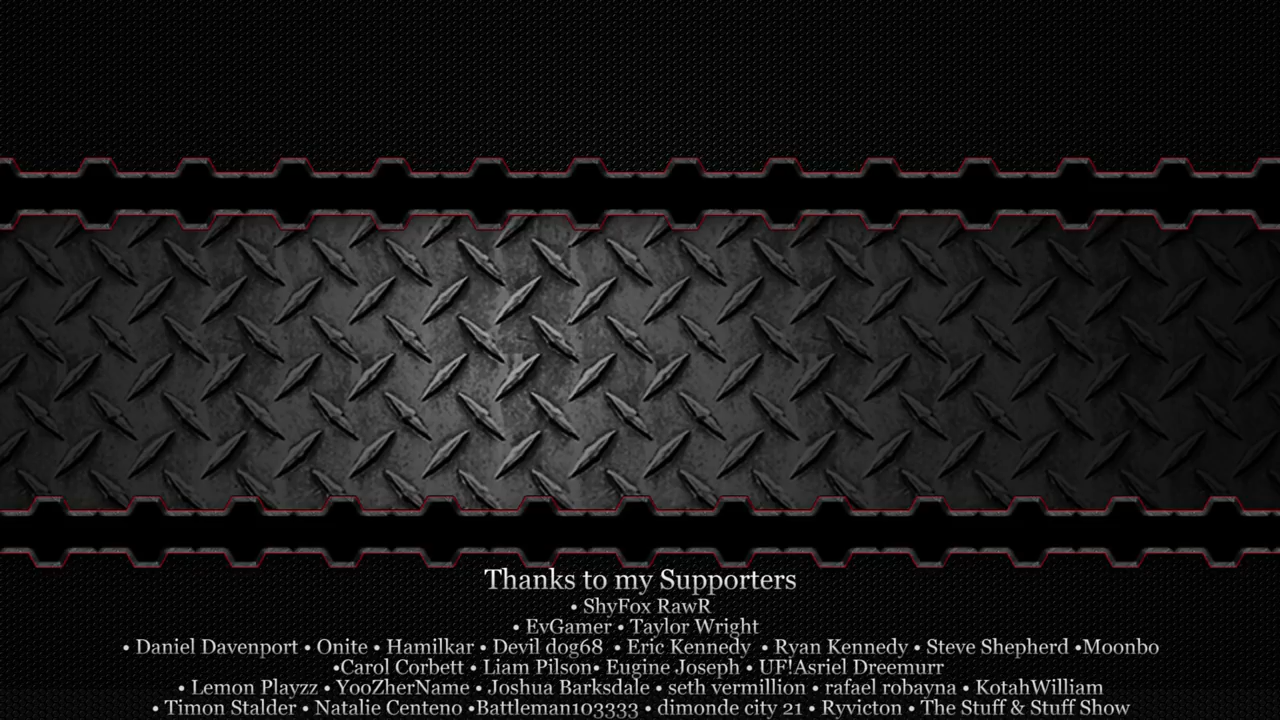 Thanks to my Supporters
• ShyFox RawR
• EvGamer • Taylor Wright
• Daniel Davenport • Onite • Hamilkar • Devil dog68 • Eric Kennedy • Ryan Kennedy • Steve Shepherd •Moonbo
•Carol Corbett • Liam Pilson• Eugine Joseph • UF!Asriel Dreemurr
• Lemon Playzz • YooZherName • Joshua Barksdale • seth vermillion • rafael robayna • KotahWilliam
• Timon Stalder • Natalie Centeno •Battleman103333 • dimonde city 21 • Ryvicton • The Stuff & Stuff Show